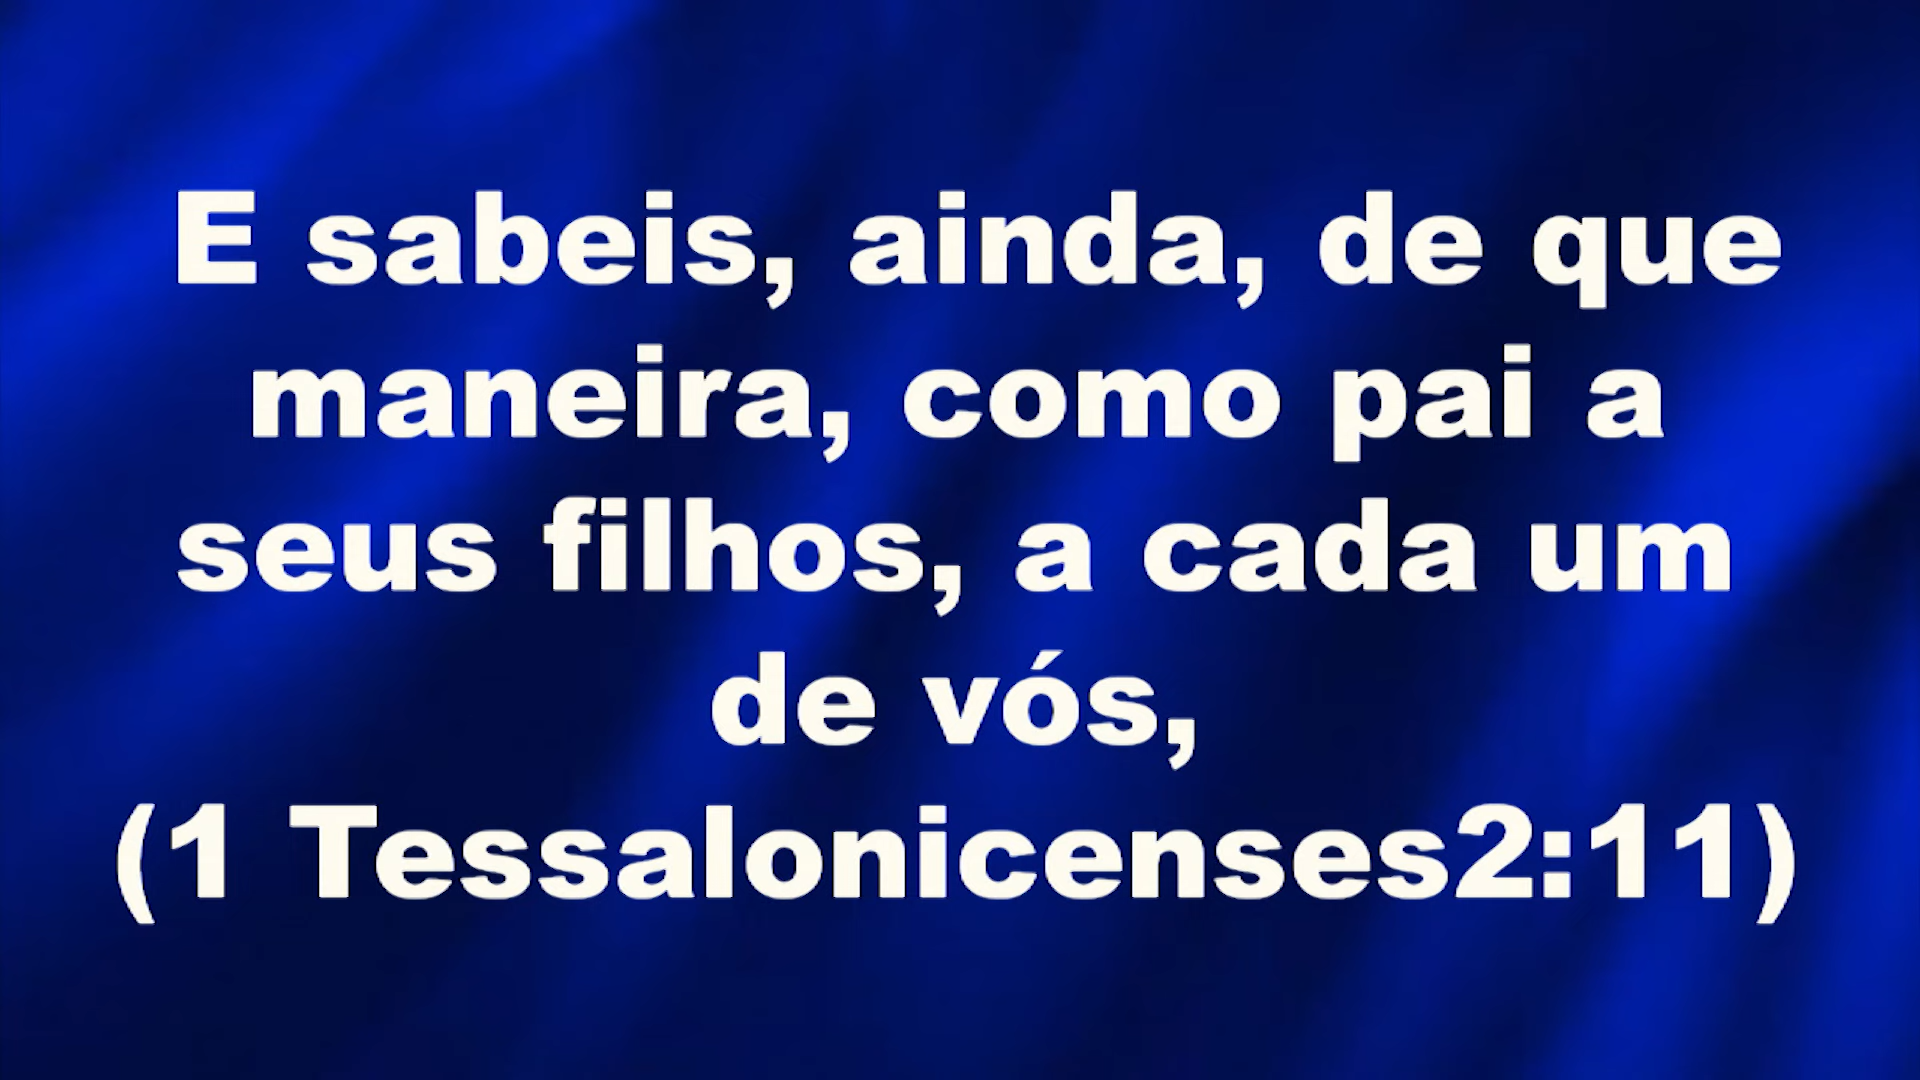 E sabeis, ainda, de que
maneira, como pai a
seus filhos, a cada um
de vós,
(1 Tessalonicenses2:11)